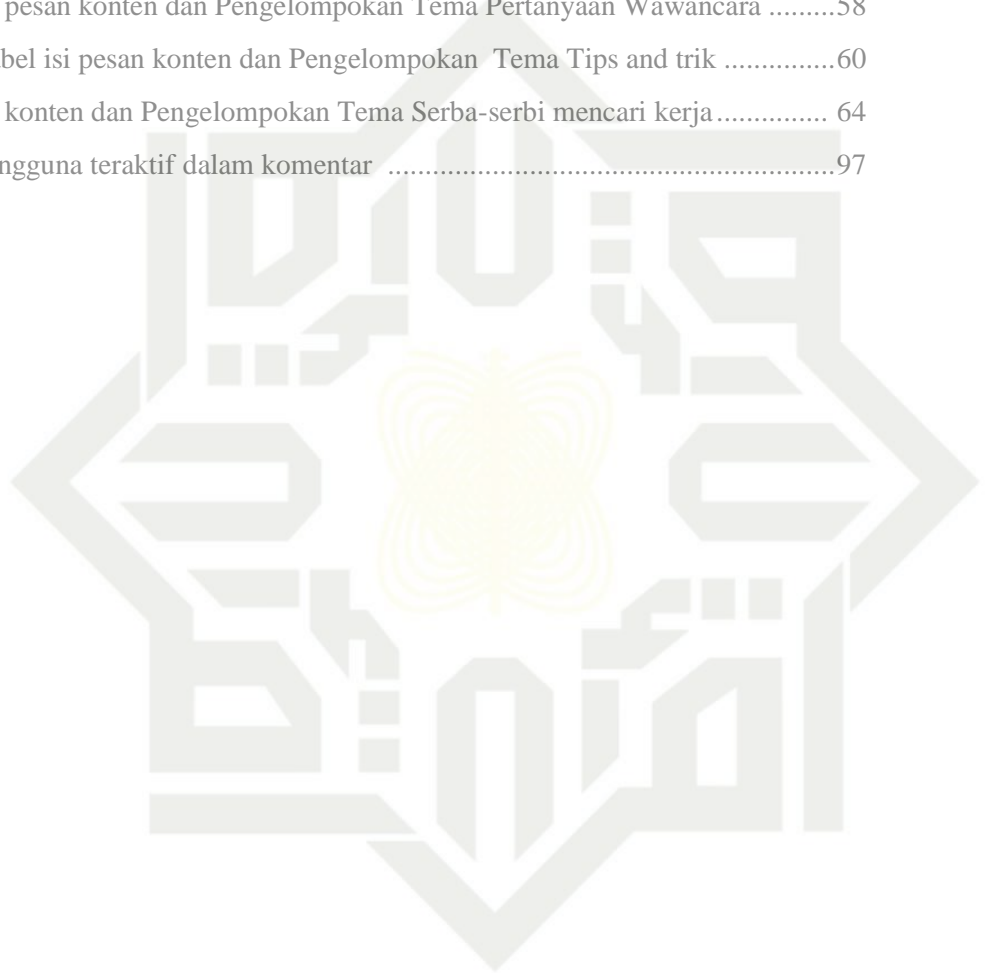 pesan konten dan Pengelompokan Tema Pertanyaan Wawancara .........58
bel isi pesan konten dan Pengelompokan  Tema Tips and trik ...............60
konten dan Pengelompokan Tema Serba-serbi mencari kerja............... 64
ngguna teraktif dalam komentar  .............................................................97